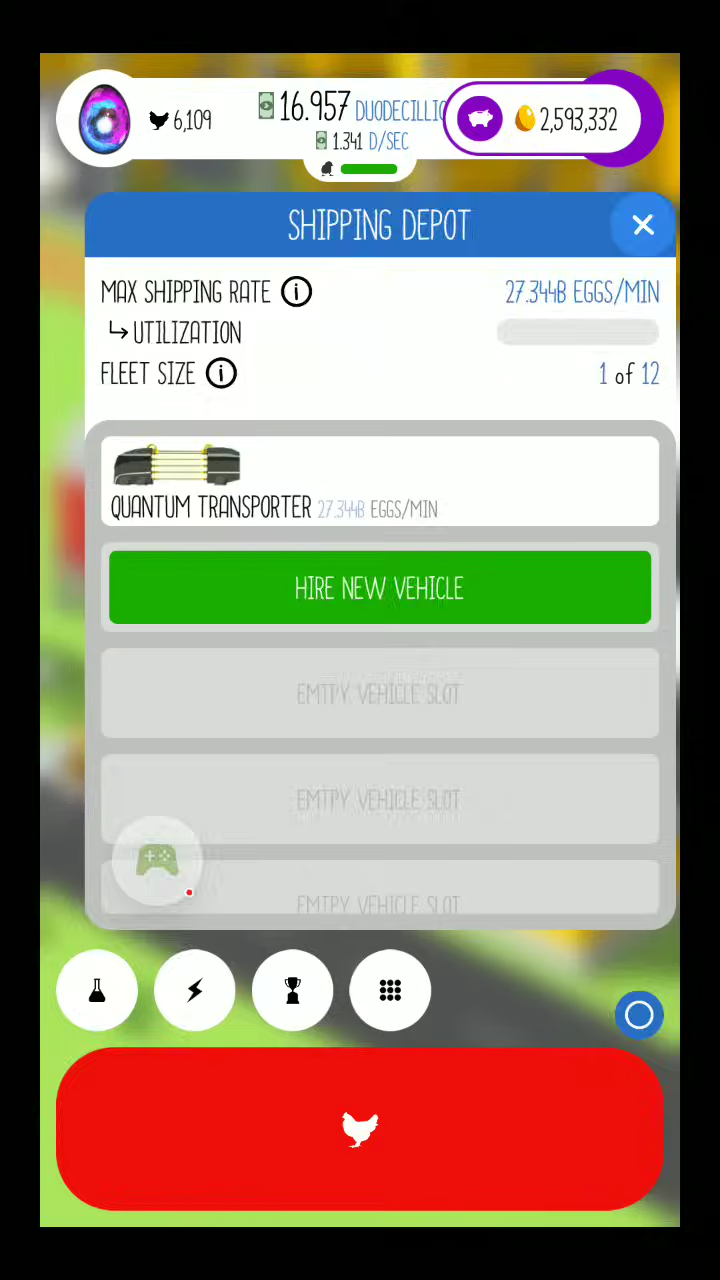 6,109
16.957 DUODECILLIO
2,593,332
1.341 D/SEC
SHIPPING DEPOT
MAX SHIPPING RATE i 27.344B EGGS/MIN
UTILIZATION
FLEET SIZE i 1 of 12
QUANTUM TRANSPORTER 27.344B EGGS/MIN
HIRE NEW VEHICLE
EMTPY VEHICLE SLOT
EMTPY VEHICLE SLOT
EMTPY VEHICLE SLOT